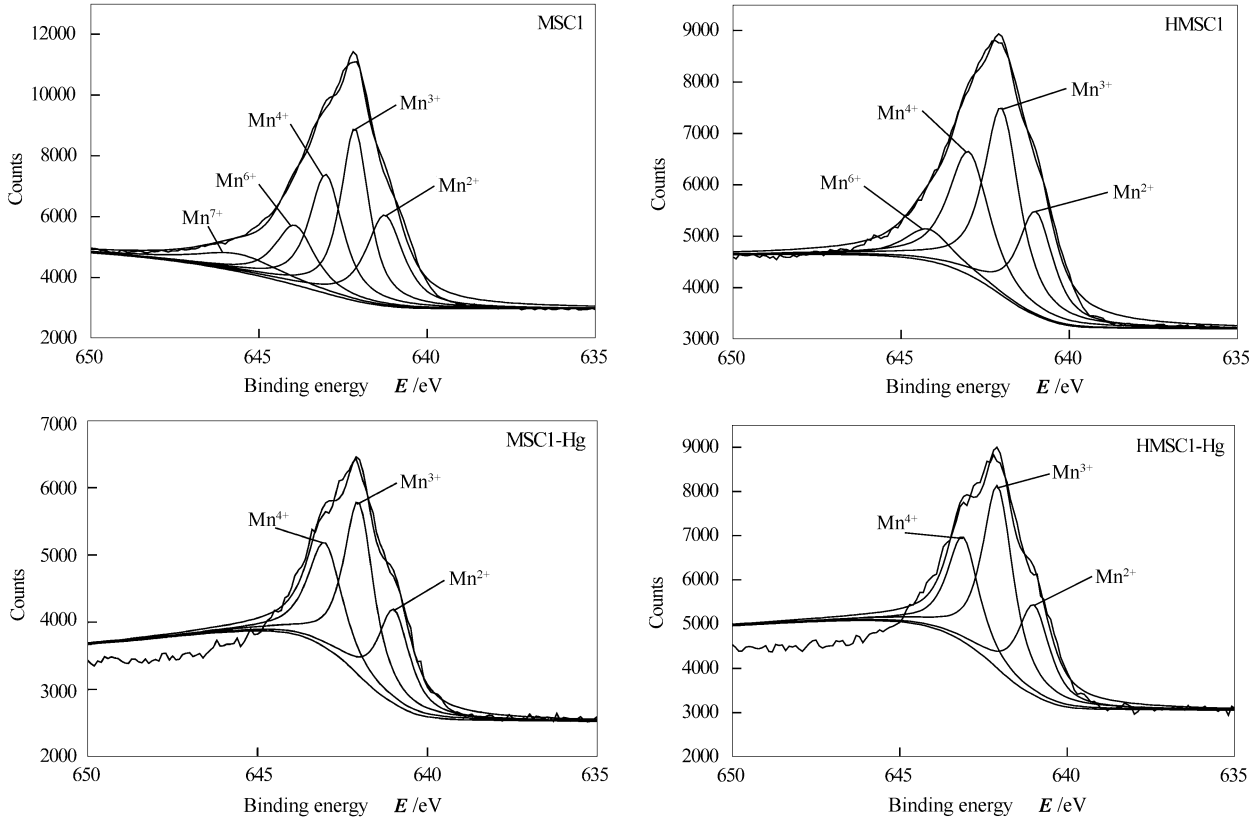 MSC1
12000
10000
8000
6000
4000
2000
Counts
Mn3+
Mn4+
Mn6+
Mn7+
Mn2+
650 645 640 635
Binding energy E /eV
HMSC1
9000
8000
7000
6000
5000
4000
3000
Counts
Mn3+
Mn4+
Mn6+
Mn2+
650 645 640 635
Binding energy E /eV
MSC1-Hg
7000
6000
5000
4000
3000
2000
Counts
Mn3+
Mn4+
Mn2+
650 645 640 635
Binding energy E /eV
HMSC1-Hg
9000
8000
7000
6000
5000
4000
3000
2000
Counts
Mn3+
Mn4+
Mn2+
650 645 640 635
Binding energy E /eV